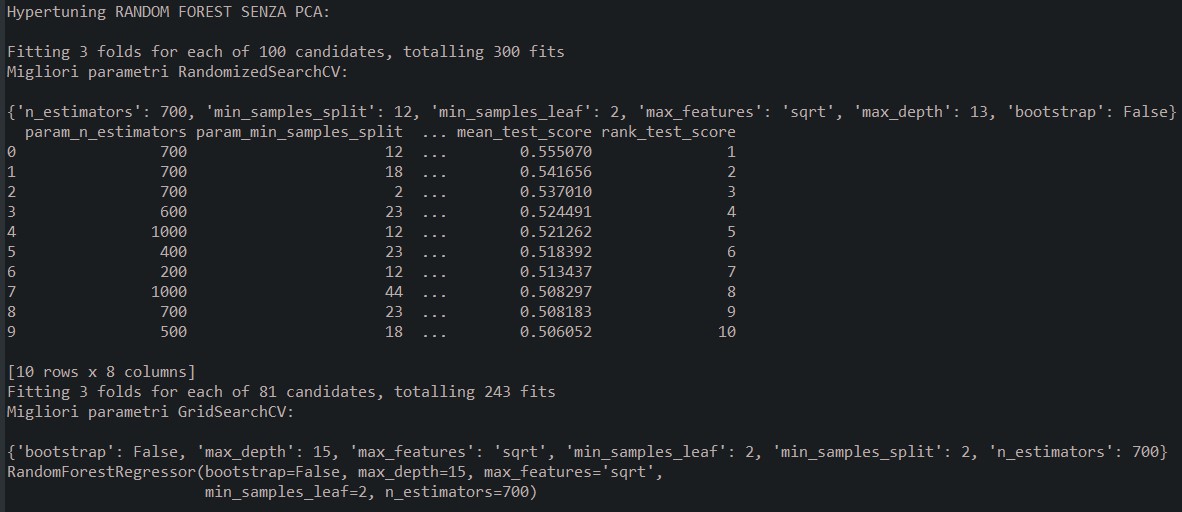 Hypertuning RANDOM FOREST SENZA PCA:
Fitting 3 folds for each of 100 candidates, totalling 300 fits
Migliori parametri RandomizedSearchCV:
{'n_estimators': 700, 'min_samples_split': 12, 'min_samples_leaf': 2, 'max_features': 'sqrt', 'max_depth': 13, 'bootstrap': False}
  param_n_estimators param_min_samples_split  ... mean_test_score rank_test_score
0                700                      12  ...        0.555070               1
1                700                      18  ...        0.541656               2
2                700                       2  ...        0.537010               3
3                600                      23  ...        0.524491               4
4               1000                      12  ...        0.521262               5
5                400                      23  ...        0.518392               6
6                200                      12  ...        0.513437               7
7               1000                      44  ...        0.508297               8
8                700                      23  ...        0.508183               9
9                500                      18  ...        0.506052              10
[10 rows x 8 columns]
Fitting 3 folds for each of 81 candidates, totalling 243 fits
Migliori parametri GridSearchCV:
{'bootstrap': False, 'max_depth': 15, 'max_features': 'sqrt', 'min_samples_leaf': 2, 'min_samples_split': 2, 'n_estimators': 700}
RandomForestRegressor(bootstrap=False, max_depth=15, max_features='sqrt',
                      min_samples_leaf=2, n_estimators=700)